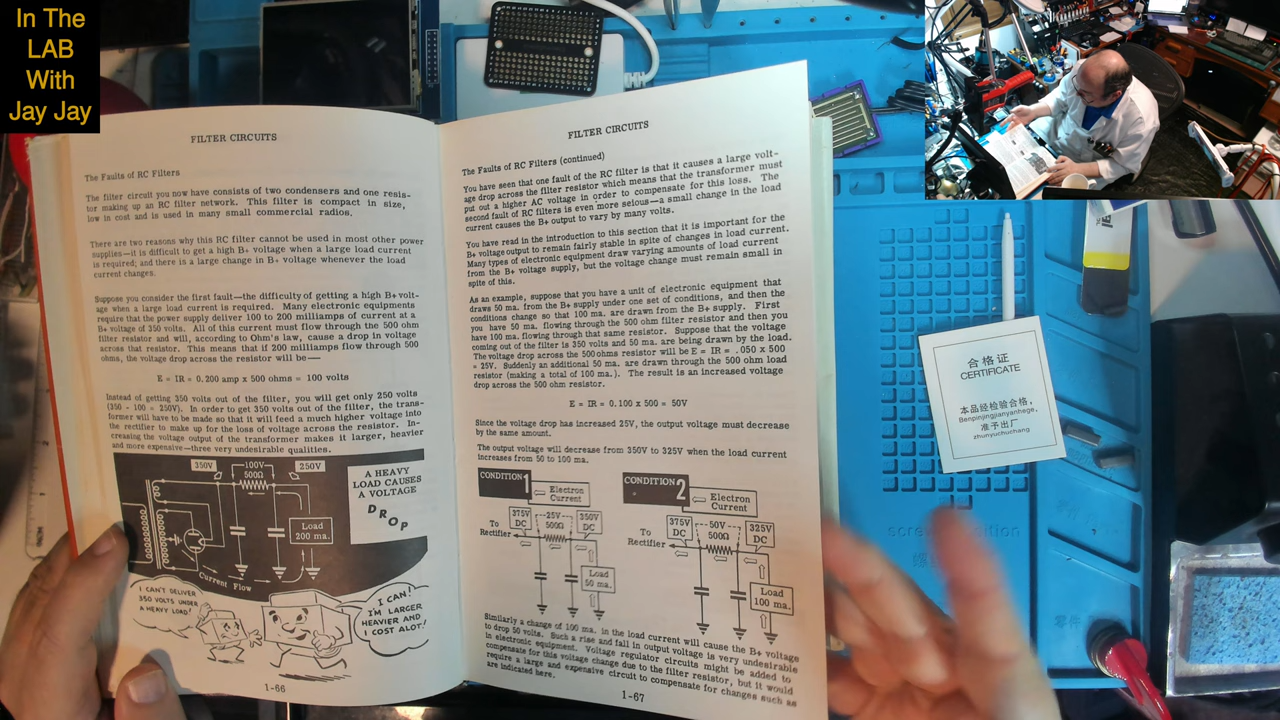 In The
LAB
With
Jay Jay
FILTER CIRCUITS
The Faults of RC Filters
The filter circuit you now have consists of two condensers and one resis-
tor making up an RC filter network. This filter is compact in size,
low in cost and is used in many small commercial radios.
There are two reasons why this RC filter cannot be used in most other power
supplies—it is difficult to get a high B+ voltage when a large load current
is required; and there is a large change in B+ voltage whenever the load
current changes.
Suppose you consider the first fault—the difficulty of getting a high B+ volt-
age when a large load current is required. Many electronic equipments
require that the power supply deliver 100 to 200 milliamps of current at a
B+ voltage of 350 volts. All of this current must flow through the 500 ohm
filter resistor and will, according to Ohm's law, cause a drop in voltage
across that resistor. This means that if 200 milliamps flow through 500
ohms, the voltage drop across the resistor will be—
E = IR = 0.200 amp x 500 ohms = 100 volts
Instead of getting 350 volts out of the filter, you will get only 250 volts
(350 - 100 = 250V). In order to get 350 volts out of the filter, the trans-
former will have to be made so that it will feed a much higher voltage into
the rectifier to make up for the loss of voltage across the resistor. In-
creasing the voltage output of the transformer makes it larger, heavier
and more expensive—three very undesirable qualities.
350V
100V
500Ω
250V
Load
200 ma.
Current Flow
A HEAVY
LOAD CAUSES
A VOLTAGE
DROP
I CAN'T DELIVER
350 VOLTS UNDER
A HEAVY LOAD!
I CAN!
I'M LARGER
HEAVIER AND
I COST ALOT!
1-66
FILTER CIRCUITS
The Faults of RC Filters (continued)
You have seen that one fault of the RC filter is that it causes a large volt-
age drop across the filter resistor which means that the transformer must
put out a higher AC voltage in order to compensate for this loss. The
second fault of RC filters is even more seious—a small change in the load
current causes the B+ output to vary by many volts.
You have read in the introduction to this section that it is important for the
B+ voltage output to remain fairly stable in spite of changes in load current.
Many types of electronic equipment draw varying amounts of load current
from the B+ voltage supply, but the voltage change must remain small in
spite of this.
As an example, suppose that you have a unit of electronic equipment that
draws 50 ma. from the B+ supply under one set of conditions, and then the
conditions change so that 100 ma. are drawn from the B+ supply. First
you have 50 ma. flowing through the 500 ohm filter resistor and then you
have 100 ma. flowing through that same resistor. Suppose that the voltage
coming out of the filter is 350 volts and 50 ma. are being drawn by the load.
The voltage drop across the 500 ohms resistor will be E = IR = .050 x 500
= 25V. Suddenly an additional 50 ma. are drawn through the 500 ohm load
resistor (making a total of 100 ma.). The result is an increased voltage
drop across the 500 ohm resistor.
E = IR = 0.100 x 500 = 50V
Since the voltage drop has increased 25V, the output voltage must decrease
by the same amount.
The output voltage will decrease from 350V to 325V when the load current
increases from 50 to 100 ma.
CONDITION 1
Electron
Current
375V
DC
25V
500Ω
350V
DC
To
Rectifier
Load
50 ma.
CONDITION 2
Electron
Current
375V
DC
50V
500Ω
325V
DC
To
Rectifier
Load
100 ma.
Similarly a change of 100 ma. in the load current will cause the B+ voltage
to drop 50 volts. Such a rise and fall in output voltage is very undesirable
in electronic equipment. Voltage regulator circuits might be added to
compensate for this voltage change due to the filter resistor, but it would
require a large and expensive circuit to compensate for changes such as
are indicated here.
1-67
合格证
CERTIFICATE
本品经检验合格，
Benpinjingjianyanhege,
准予出厂
zhunyuchuchang
零件